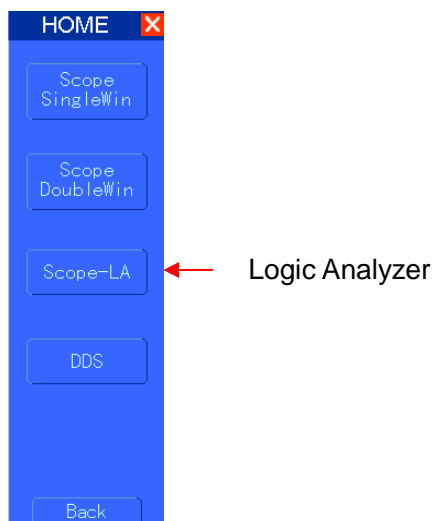 HOME
Scope
SingleWin
Scope
DoubleWin
Scope-LA
Logic Analyzer
DDS
Back